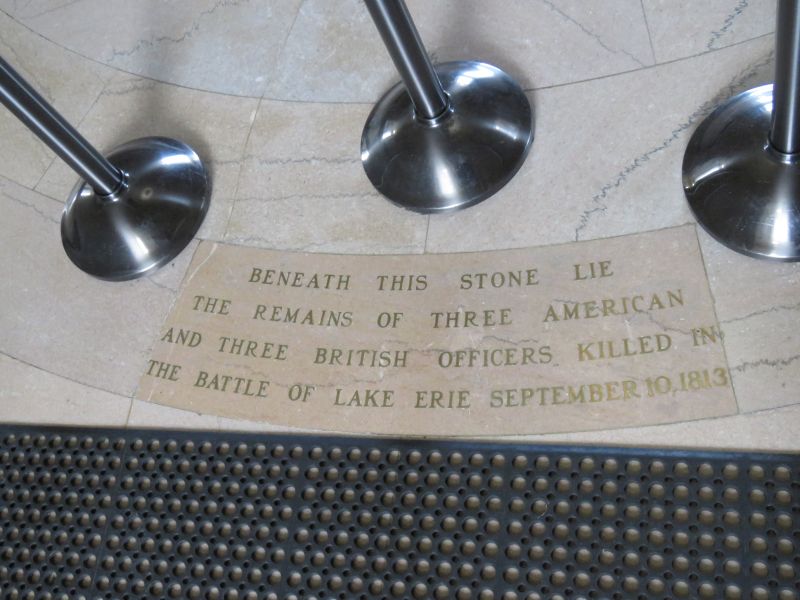 BENEATH THIS STONE LIE
THE REMAINS OF THREE AMERICAN
AND THREE BRITISH OFFICERS KILLED IN
THE BATTLE OF LAKE ERIE SEPTEMBER 10, 1813